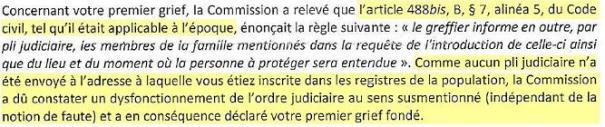 Concernant votre premier grief, la Commission a relevé que l'article 488bis, B, § 7, alinéa 5, du Code
civil, tel qu'il était applicable à l'époque, énonçait la règle suivante : « le greffier informe en outre, par
pli judiciaire, les membres de la famille mentionnés dans la requête de l'introduction de celle-ci ainsi
que du lieu et du moment où la personne à protéger sera entendue ». Comme aucun pli judiciaire n'a
été envoyé à l'adresse à laquelle vous étiez inscrite dans les registres de la population, la Commission
a dû constater un dysfonctionnement de l'ordre judiciaire au sens susmentionné (indépendant de la
notion de faute) et a en conséquence déclaré votre premier grief fondé.